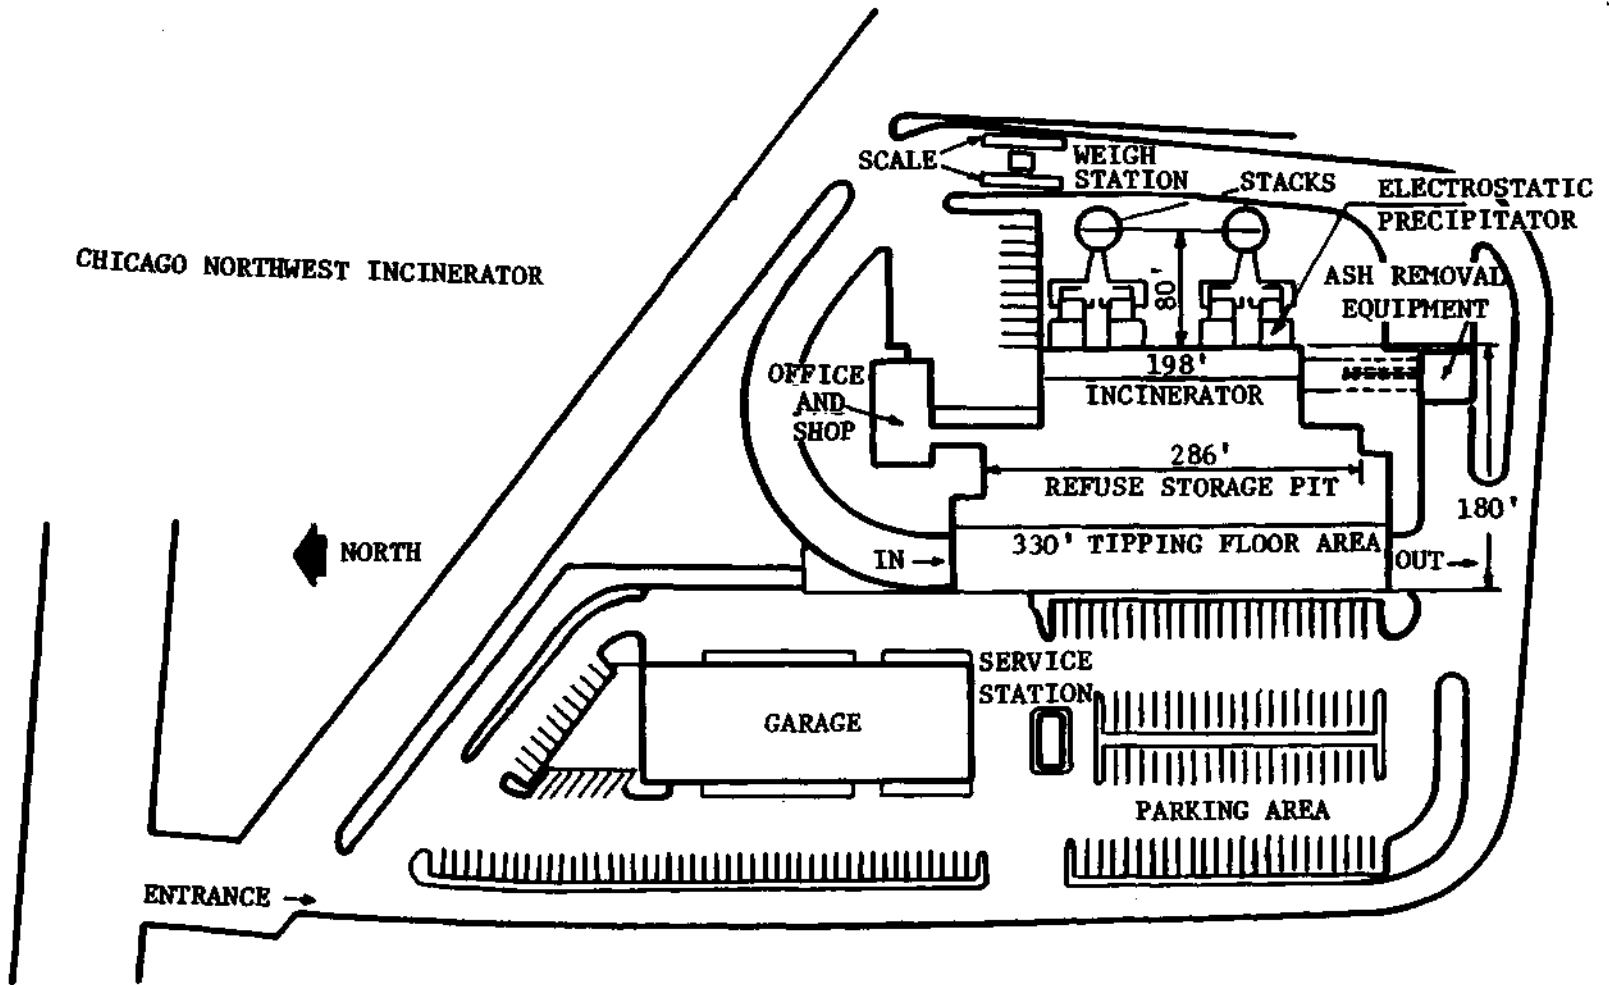 SCALE
WEIGH
STATION
STACKS
ELECTROSTATIC
PRECIPITATOR
CHICAGO NORTHWEST INCINERATOR
80'
ASH REMOVAL
EQUIPMENT
OFFICE
AND
SHOP
198'
INCINERATOR
286'
REFUSE STORAGE PIT
180'
NORTH
IN
330' TIPPING FLOOR AREA
OUT
SERVICE
STATION
GARAGE
PARKING AREA
ENTRANCE